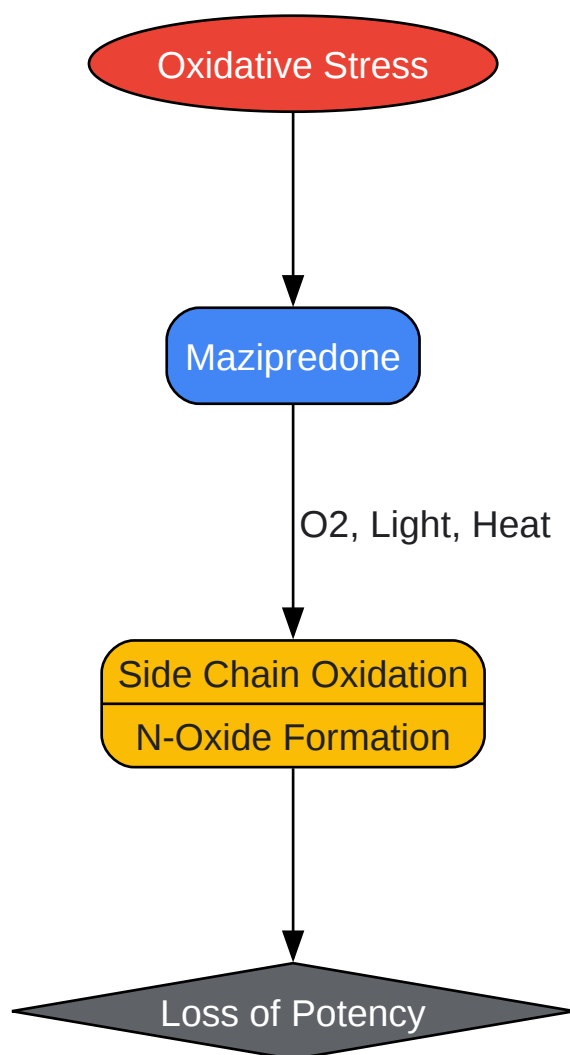 Oxidative Stress
Mazipredone
O2, Light, Heat
Side Chain Oxidation
N-Oxide Formation
Loss of Potency